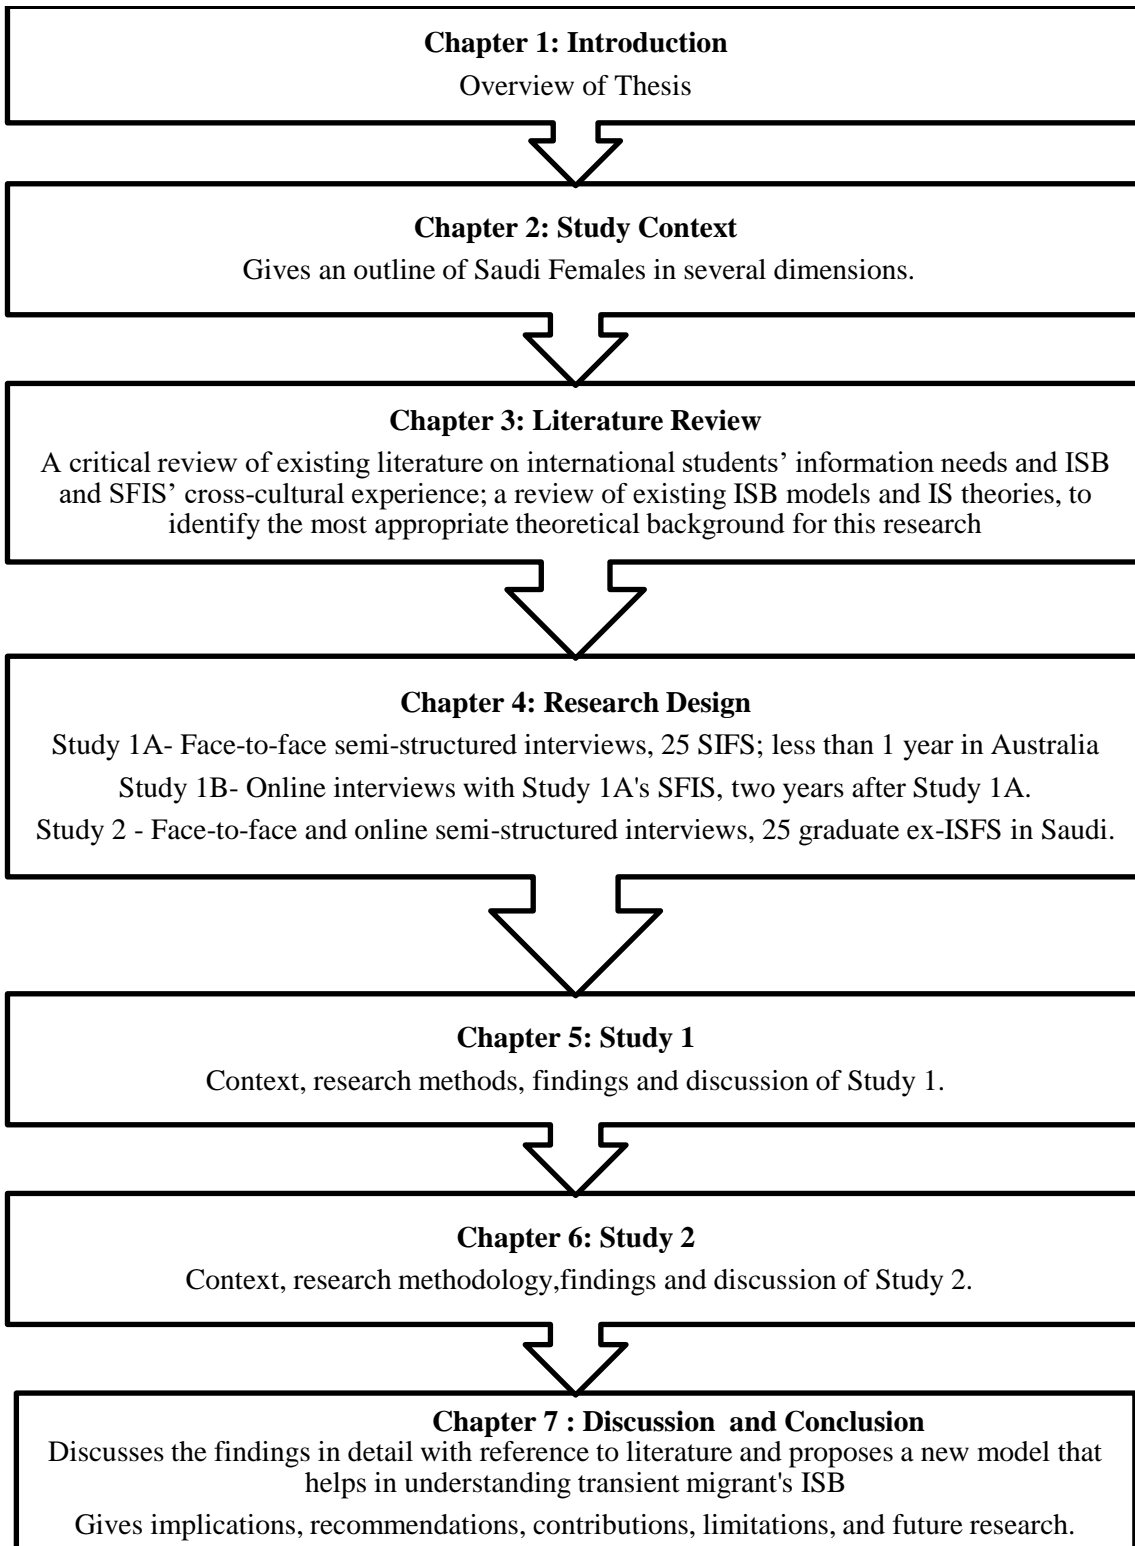 Chapter 1: Introduction
Overview of Thesis
Chapter 2: Study Context
Gives an outline of Saudi Females in several dimensions.
Chapter 3: Literature Review
A critical review of existing literature on international students’ information needs and ISB
and SFIS’ cross-cultural experience; a review of existing ISB models and IS theories, to
identify the most appropriate theoretical background for this research
Chapter 4: Research Design
Study 1A- Face-to-face semi-structured interviews, 25 SIFS; less than 1 year in Australia
Study 1B- Online interviews with Study 1A's SFIS, two years after Study 1A.
Study 2 - Face-to-face and online semi-structured interviews, 25 graduate ex-ISFS in Saudi.
Chapter 5: Study 1
Context, research methods, findings and discussion of Study 1.
Chapter 6: Study 2
Context, research methodology,findings and discussion of Study 2.
Chapter 7 : Discussion  and Conclusion
Discusses the findings in detail with reference to literature and proposes a new model that
helps in understanding transient migrant's ISB
Gives implications, recommendations, contributions, limitations, and future research.